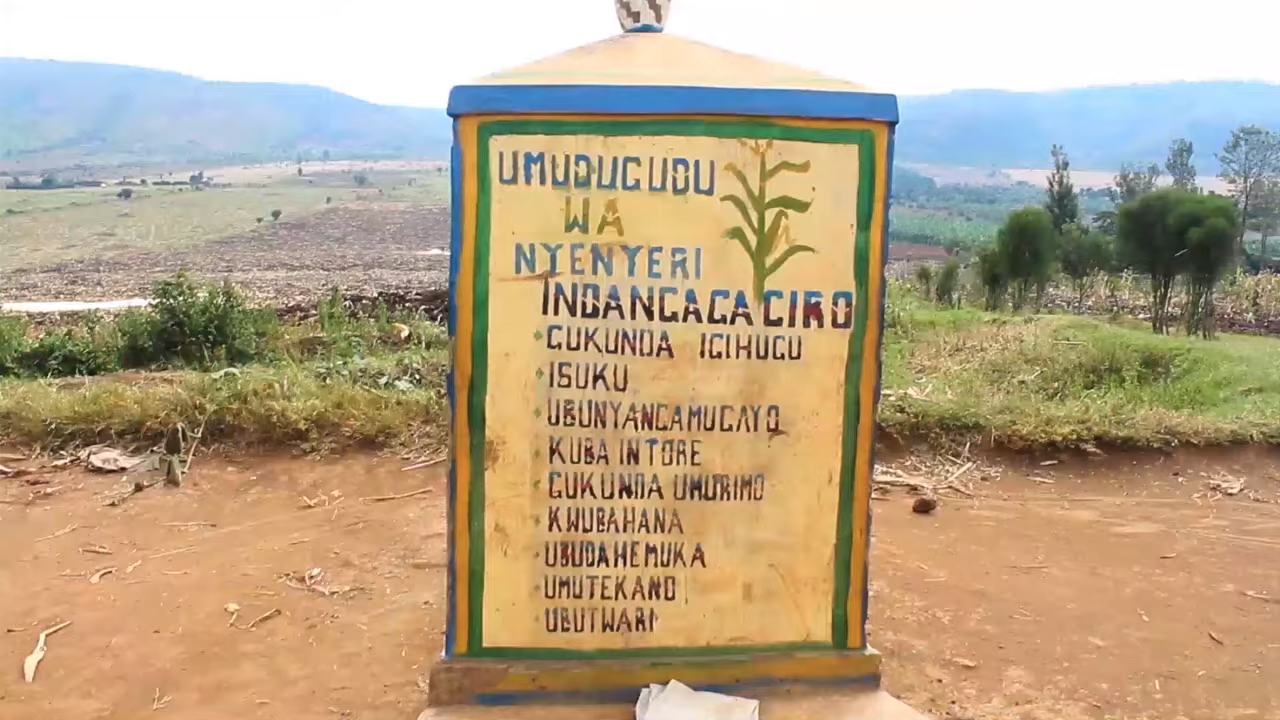 UMUDUGUDU
WA
NYENYERI
INDANGAGACIRO
GUKUNDA IGIHUGU
ISUKU
UBUNYANGAMUGAYO
KUBA INTORE
GUKUNDA UMURIMO
KWUBAHANA
UBUDAHEMUKA
UMUTEKANO
UBUTWARI